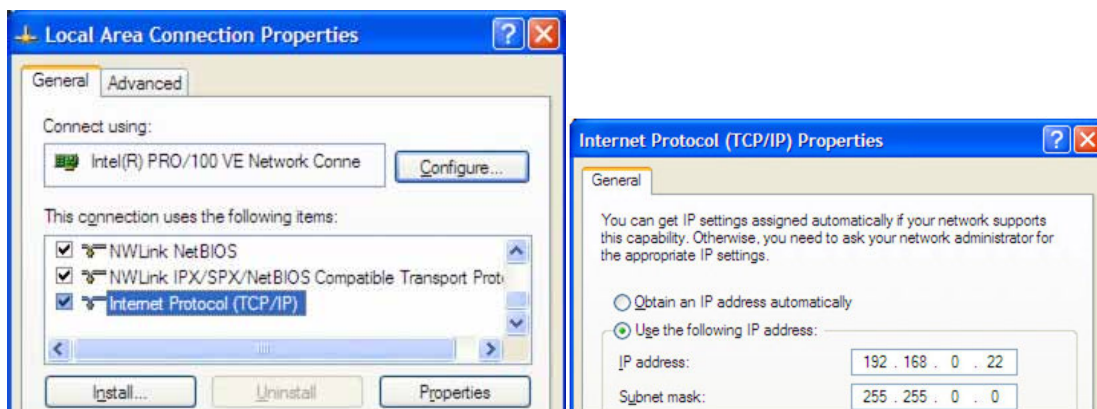 Local Area Connection Properties
General Advanced
Connect using:
Intel(R) PRO/100 VE Network Conne
Configure...
This connection uses the following items:
NWLink NetBIOS
NWLink IPX/SPX/NetBIOS Compatible Transport Proto
Internet Protocol (TCP/IP)
Install... Uninstall Properties
Internet Protocol (TCP/IP) Properties
General
You can get IP settings assigned automatically if your network supports
this capability. Otherwise, you need to ask your network administrator for
the appropriate IP settings.
Obtain an IP address automatically
Use the following IP address:
IP address: 192 . 168 . 0 . 22
Subnet mask: 255 . 255 . 0 . 0